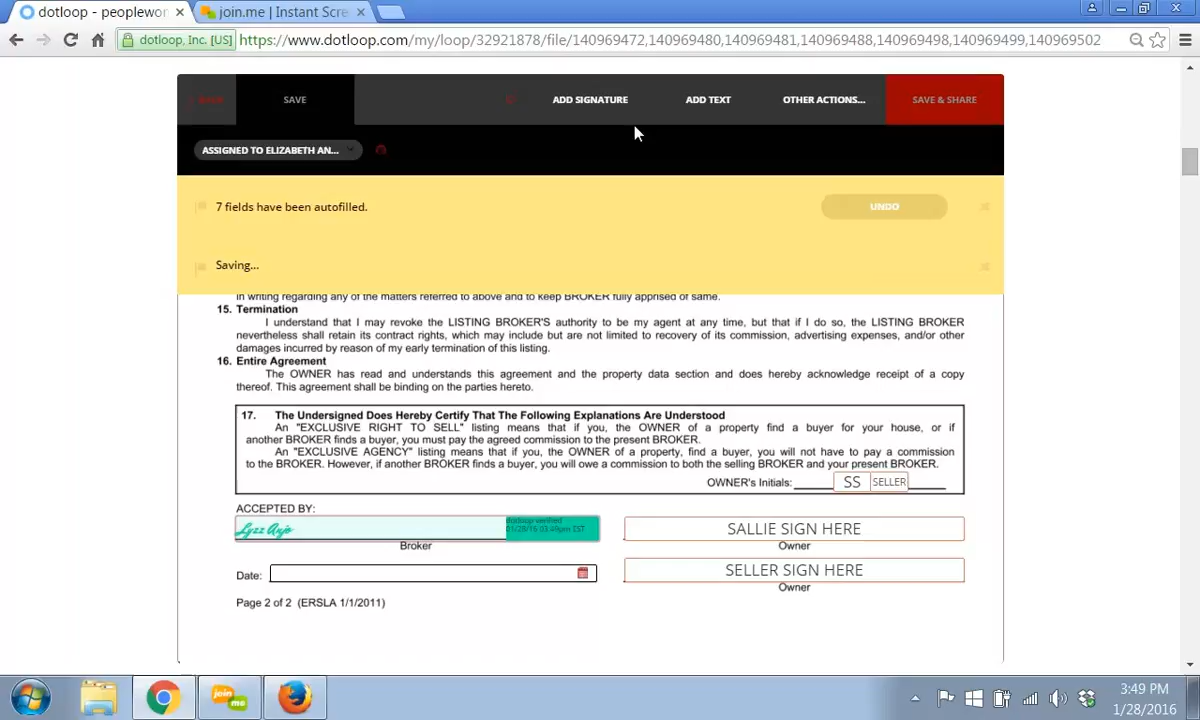 dotloop - peoplewor
join.me | Instant Scre
dotloop, Inc. [US]
https://www.dotloop.com/my/loop/32921878/file/140969472,140969480,140969481,140969488,140969498,140969499,140969502
SAVE
ADD SIGNATURE
ADD TEXT
OTHER ACTIONS...
SAVE & SHARE
ASSIGNED TO ELIZABETH AN...
7 fields have been autofilled.
UNDO
Saving...
in writing regarding any of the matters referred to above and to keep BROKER fully apprised of same.
15. Termination
I understand that I may revoke the LISTING BROKER'S authority to be my agent at any time, but that if I do so, the LISTING BROKER
nevertheless shall retain its contract rights, which may include but are not limited to recovery of its commission, advertising expenses, and/or other
damages incurred by reason of my early termination of this listing.
16. Entire Agreement
The OWNER has read and understands this agreement and the property data section and does hereby acknowledge receipt of a copy
thereof. This agreement shall be binding on the parties hereto.
17. The Undersigned Does Hereby Certify That The Following Explanations Are Understood
An "EXCLUSIVE RIGHT TO SELL" listing means that if you, the OWNER of a property find a buyer for your house, or if
another BROKER finds a buyer, you must pay the agreed commission to the present BROKER.
An "EXCLUSIVE AGENCY" listing means that if you, the OWNER of a property, find a buyer, you will not have to pay a commission
to the BROKER. However, if another BROKER finds a buyer, you will owe a commission to both the selling BROKER and your present BROKER.
OWNER's Initials: SS SELLER
ACCEPTED BY:
Lyzz Anjo
dotloop verified
01/28/16 03:49pm EST
SALLIE SIGN HERE
Broker
Owner
Date:
SELLER SIGN HERE
Owner
Page 2 of 2 (ERSLA 1/1/2011)
join me
3:49 PM
1/28/2016